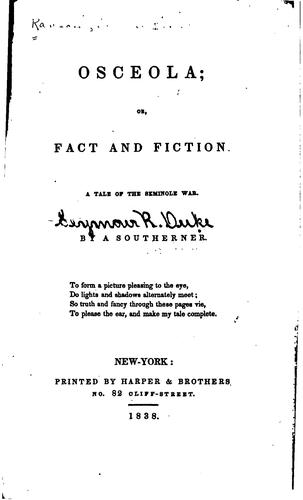 OSCEOLA;
OR,
FACT AND FICTION.
A TALE OF THE SEMINOLE WAR.
Seymour R. Duke
BY A SOUTHERNER.
To form a picture pleasing to the eye,
Do lights and shadows alternately meet;
So truth and fancy through these pages vie,
To please the ear, and make my tale complete.
NEW-YORK:
PRINTED BY HARPER & BROTHERS,
NO. 82 CLIFF-STREET.
1838.